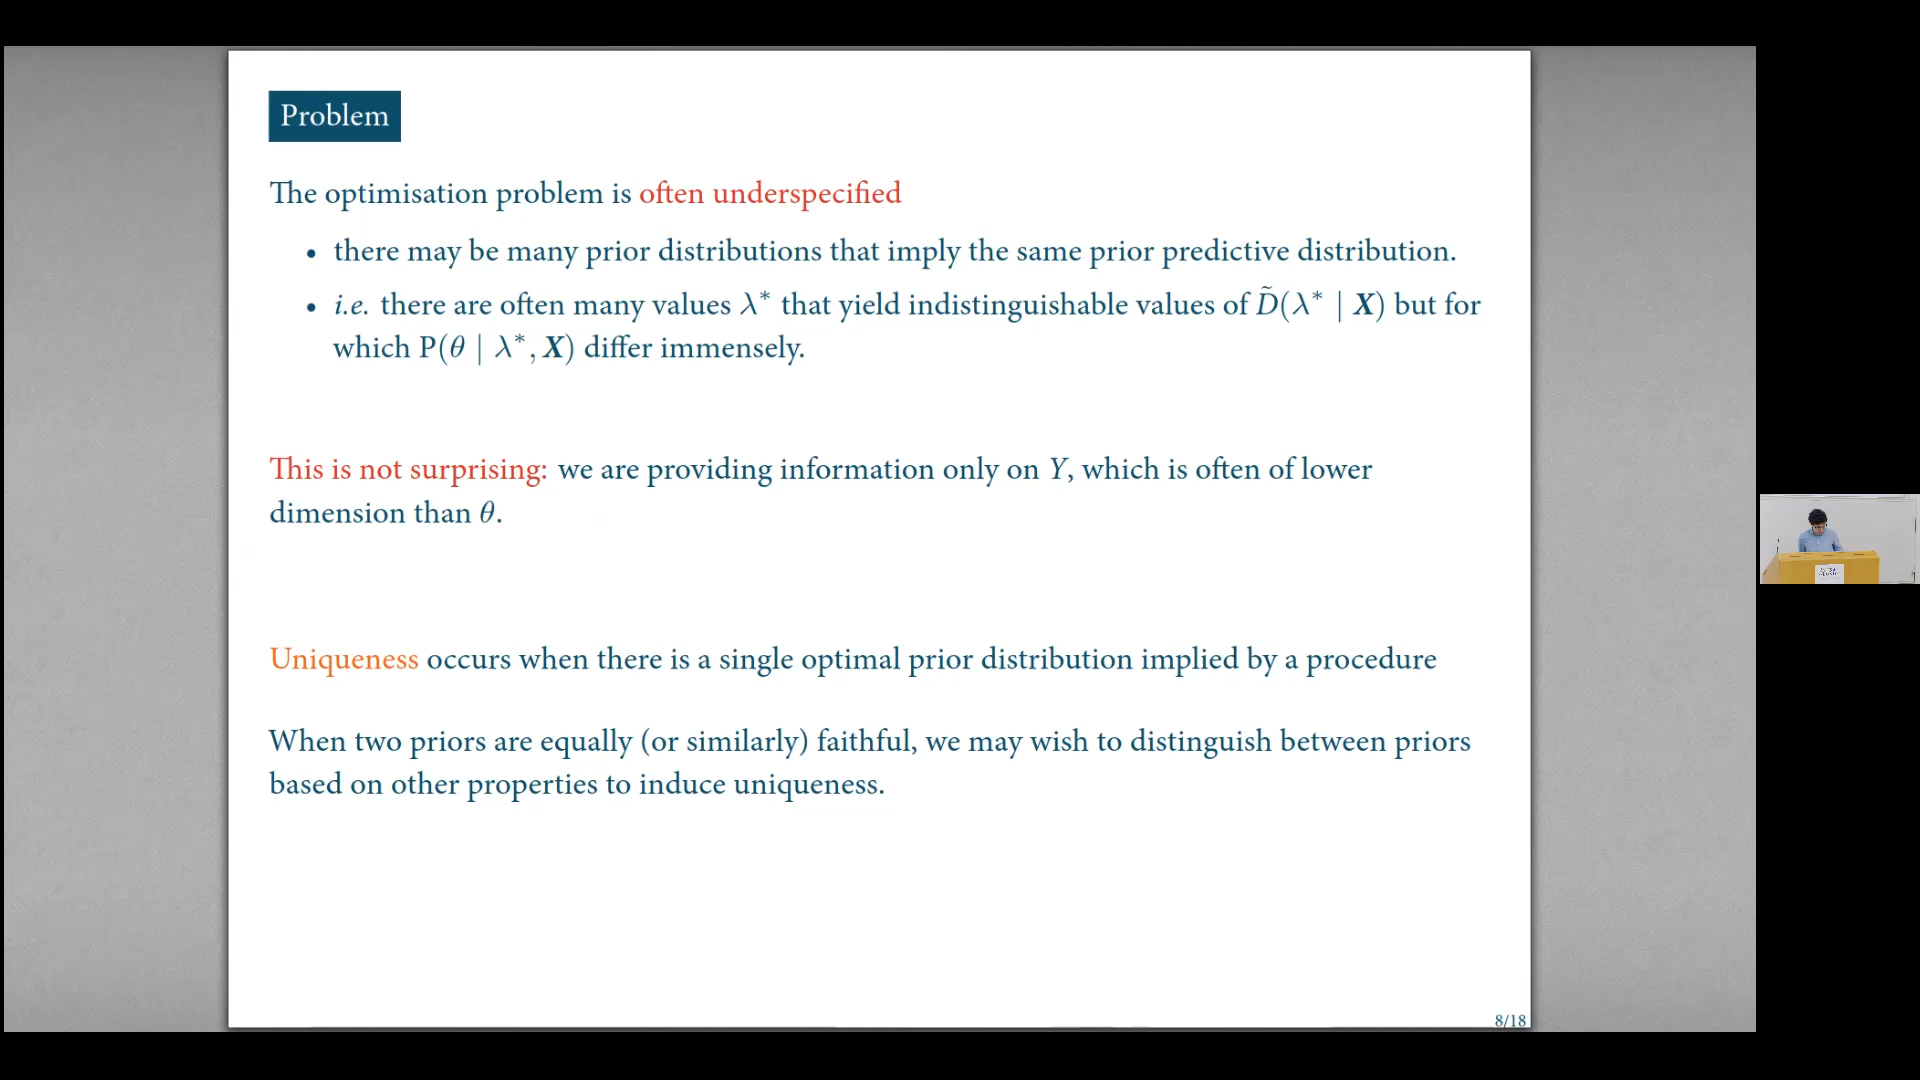 Problem
The optimisation problem is often underspecified
• there may be many prior distributions that imply the same prior predictive distribution.
• i.e. there are often many values λ* that yield indistinguishable values of D̃(λ* | X) but for
which P(θ | λ*, X) differ immensely.
This is not surprising: we are providing information only on Y, which is often of lower
dimension than θ.
Uniqueness occurs when there is a single optimal prior distribution implied by a procedure
When two priors are equally (or similarly) faithful, we may wish to distinguish between priors
based on other properties to induce uniqueness.
8/18